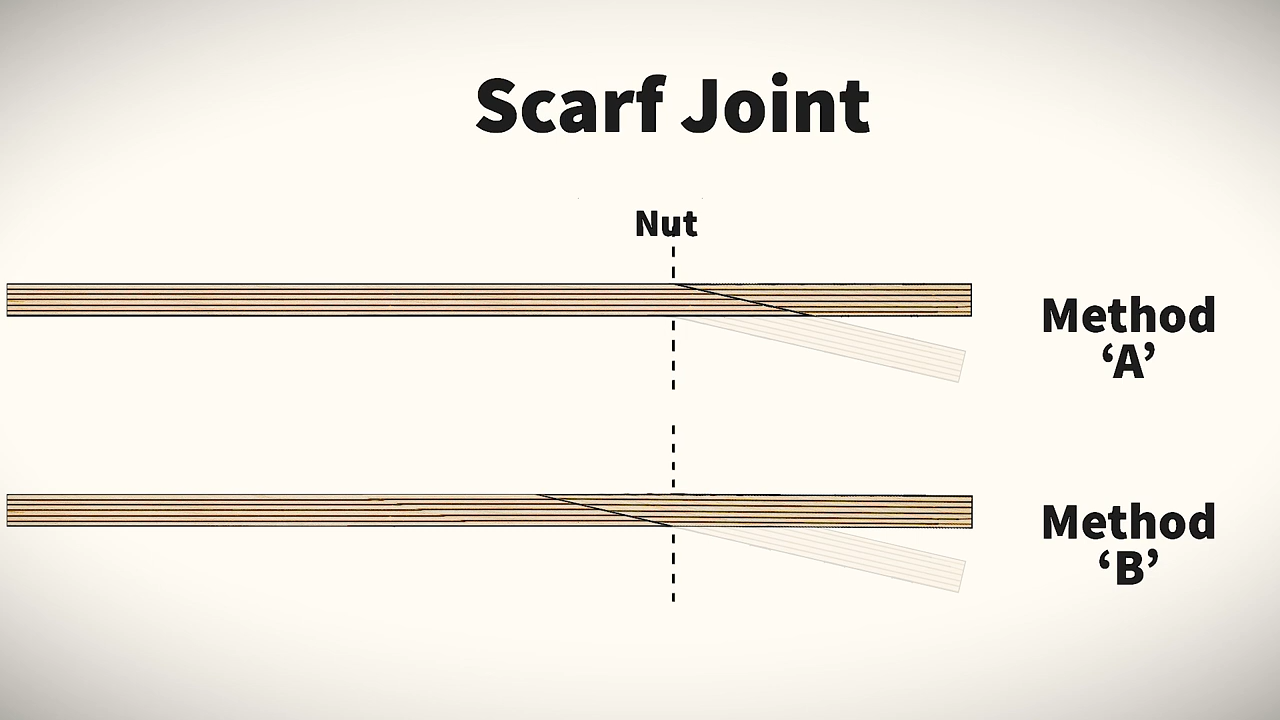 Scarf Joint
Nut
Method
‘A’
Method
‘B’